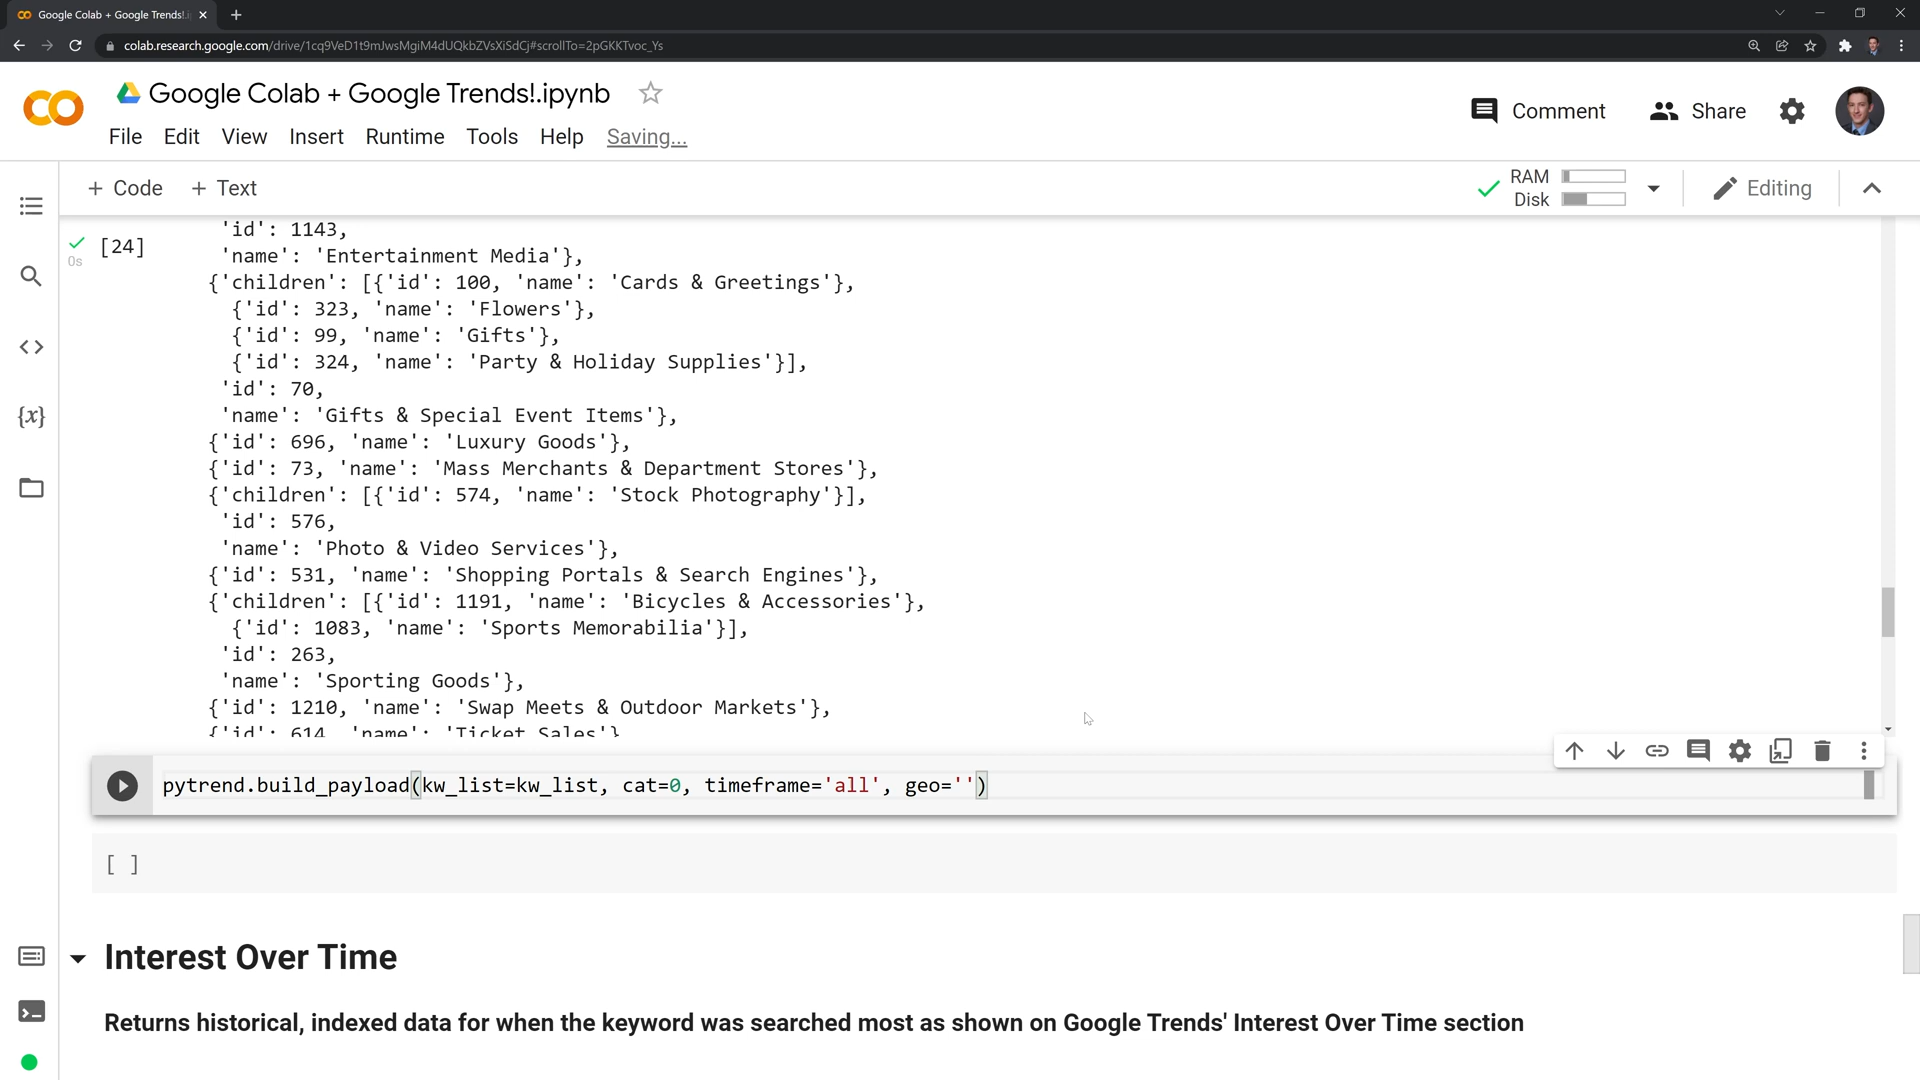 Google Colab + Google Trends!.i
colab.research.google.com/drive/1cq9VeD1t9mJwsMgiM4dUQkbZVsXiSdCj#scrollTo=2pGKKTvoc_Ys
Google Colab + Google Trends!.ipynb
Comment
Share
File Edit View Insert Runtime Tools Help Saving...
+ Code + Text
RAM
Disk
Editing
[24]
0s
'id': 1143,
'name': 'Entertainment Media'},
{'children': [{'id': 100, 'name': 'Cards & Greetings'},
{'id': 323, 'name': 'Flowers'},
{'id': 99, 'name': 'Gifts'},
{'id': 324, 'name': 'Party & Holiday Supplies'}],
'id': 70,
'name': 'Gifts & Special Event Items'},
{'id': 696, 'name': 'Luxury Goods'},
{'id': 73, 'name': 'Mass Merchants & Department Stores'},
{'children': [{'id': 574, 'name': 'Stock Photography'}],
'id': 576,
'name': 'Photo & Video Services'},
{'id': 531, 'name': 'Shopping Portals & Search Engines'},
{'children': [{'id': 1191, 'name': 'Bicycles & Accessories'},
{'id': 1083, 'name': 'Sports Memorabilia'}],
'id': 263,
'name': 'Sporting Goods'},
{'id': 1210, 'name': 'Swap Meets & Outdoor Markets'},
{'id': 614, 'name': 'Ticket Sales'}
pytrend.build_payload(kw_list=kw_list, cat=0, timeframe='all', geo='')
[ ]
Interest Over Time
Returns historical, indexed data for when the keyword was searched most as shown on Google Trends' Interest Over Time section